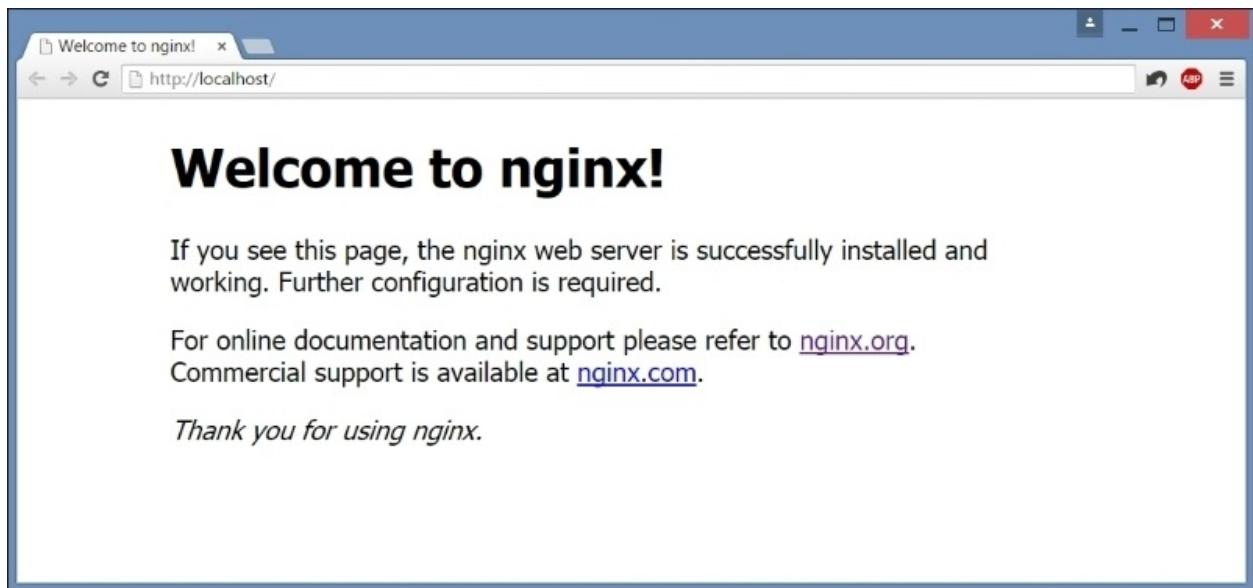 Welcome to nginx!
http://localhost/
ABP
Welcome to nginx!
If you see this page, the nginx web server is successfully installed and
working. Further configuration is required.
For online documentation and support please refer to nginx.org.
Commercial support is available at nginx.com.
Thank you for using nginx.